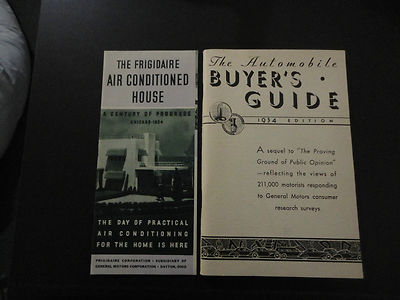 THE FRIGIDAIRE
AIR CONDITIONED
HOUSE
A CENTURY OF PROGRESS
CHICAGO-1934
THE DAY OF PRACTICAL
AIR CONDITIONING
FOR THE HOME IS HERE
FRIGIDAIRE CORPORATION • SUBSIDIARY OF
GENERAL MOTORS CORPORATION • DAYTON, OHIO
The Automobile
BUYER'S •
GUIDE
1934 EDITION
A sequel to "The Proving
Ground of Public Opinion"
—reflecting the views of
211,000 motorists responding
to General Motors consumer
research surveys.